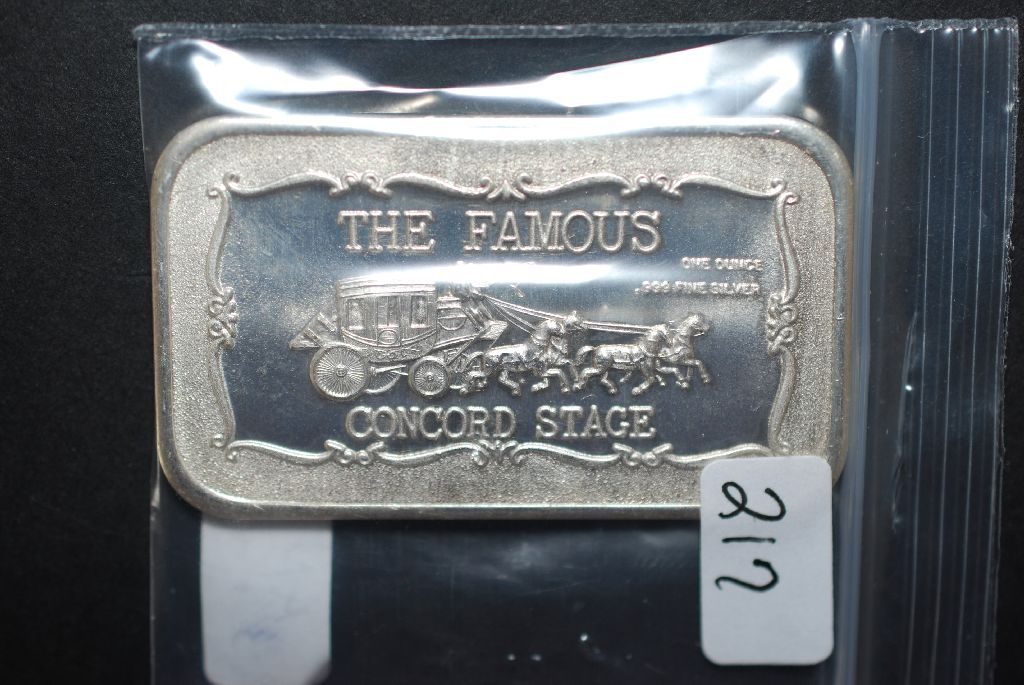 THE FAMOUS
ONE OUNCE
.999 FINE SILVER
CONCORD STAGE
212